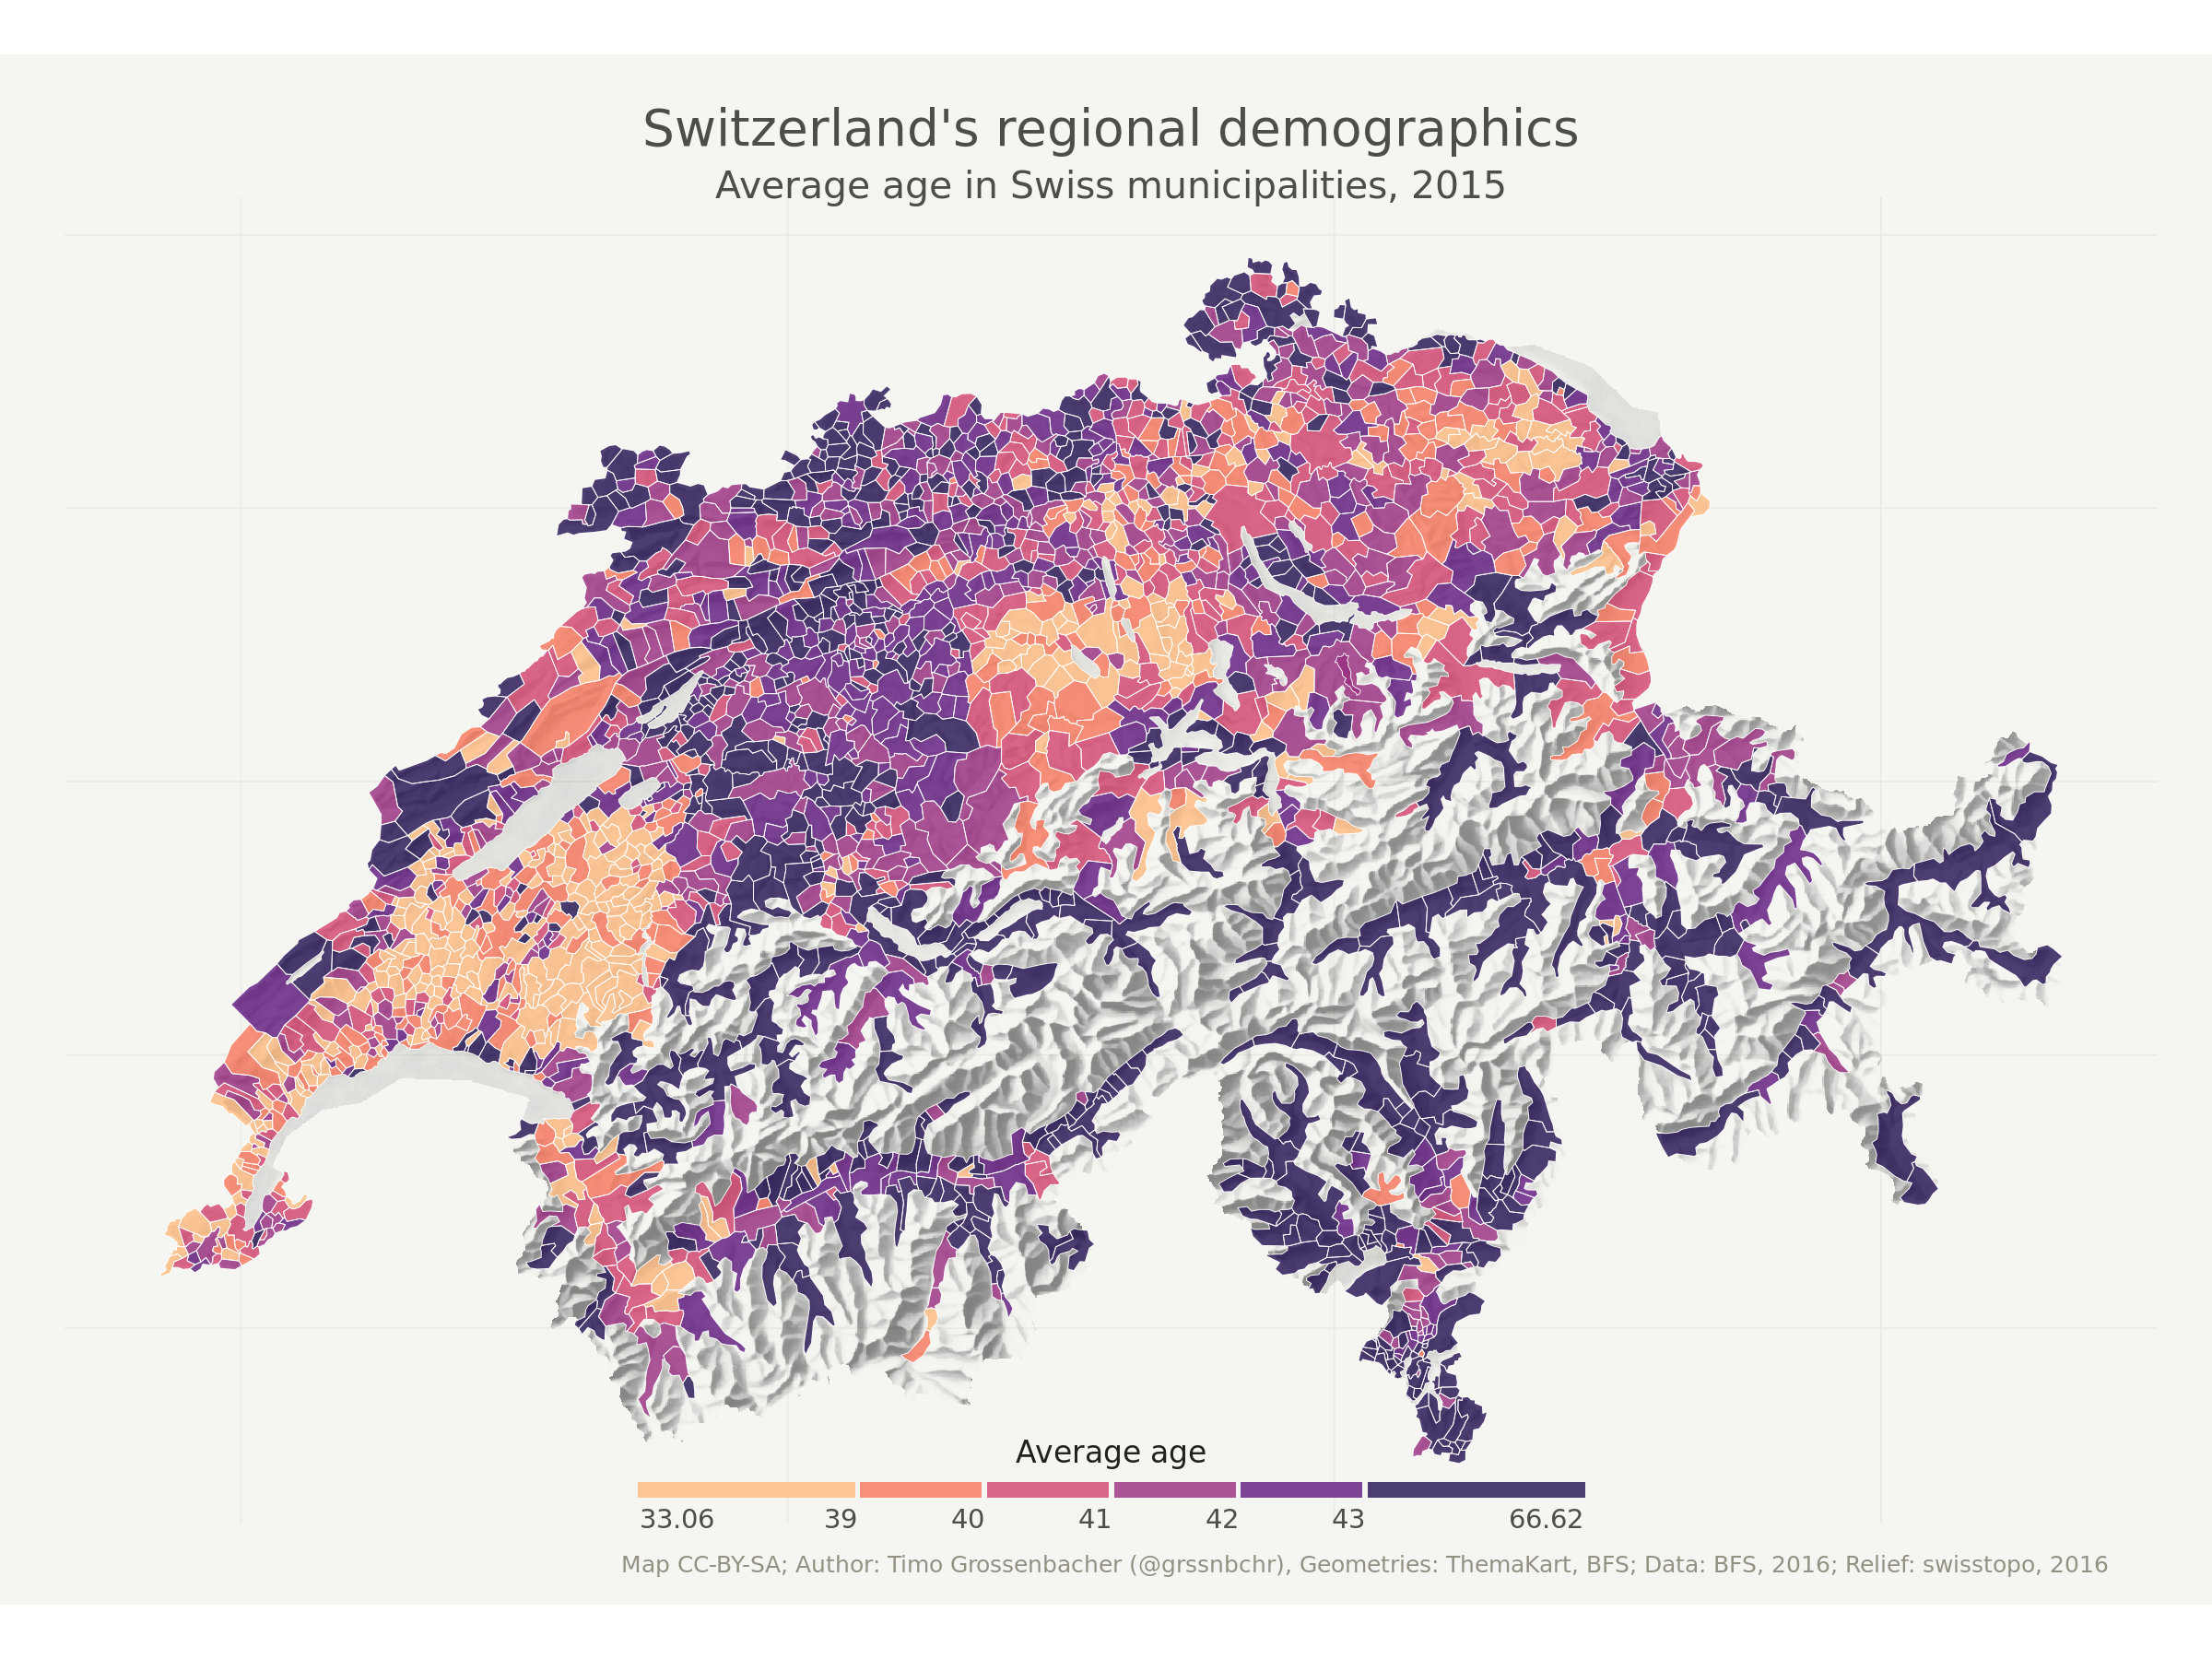 Switzerland's regional demographics
Average age in Swiss municipalities, 2015
Average age
33.06 39 40 41 42 43 66.62
Map CC-BY-SA; Author: Timo Grossenbacher (@grssnbchr), Geometries: ThemaKart, BFS; Data: BFS, 2016; Relief: swisstopo, 2016